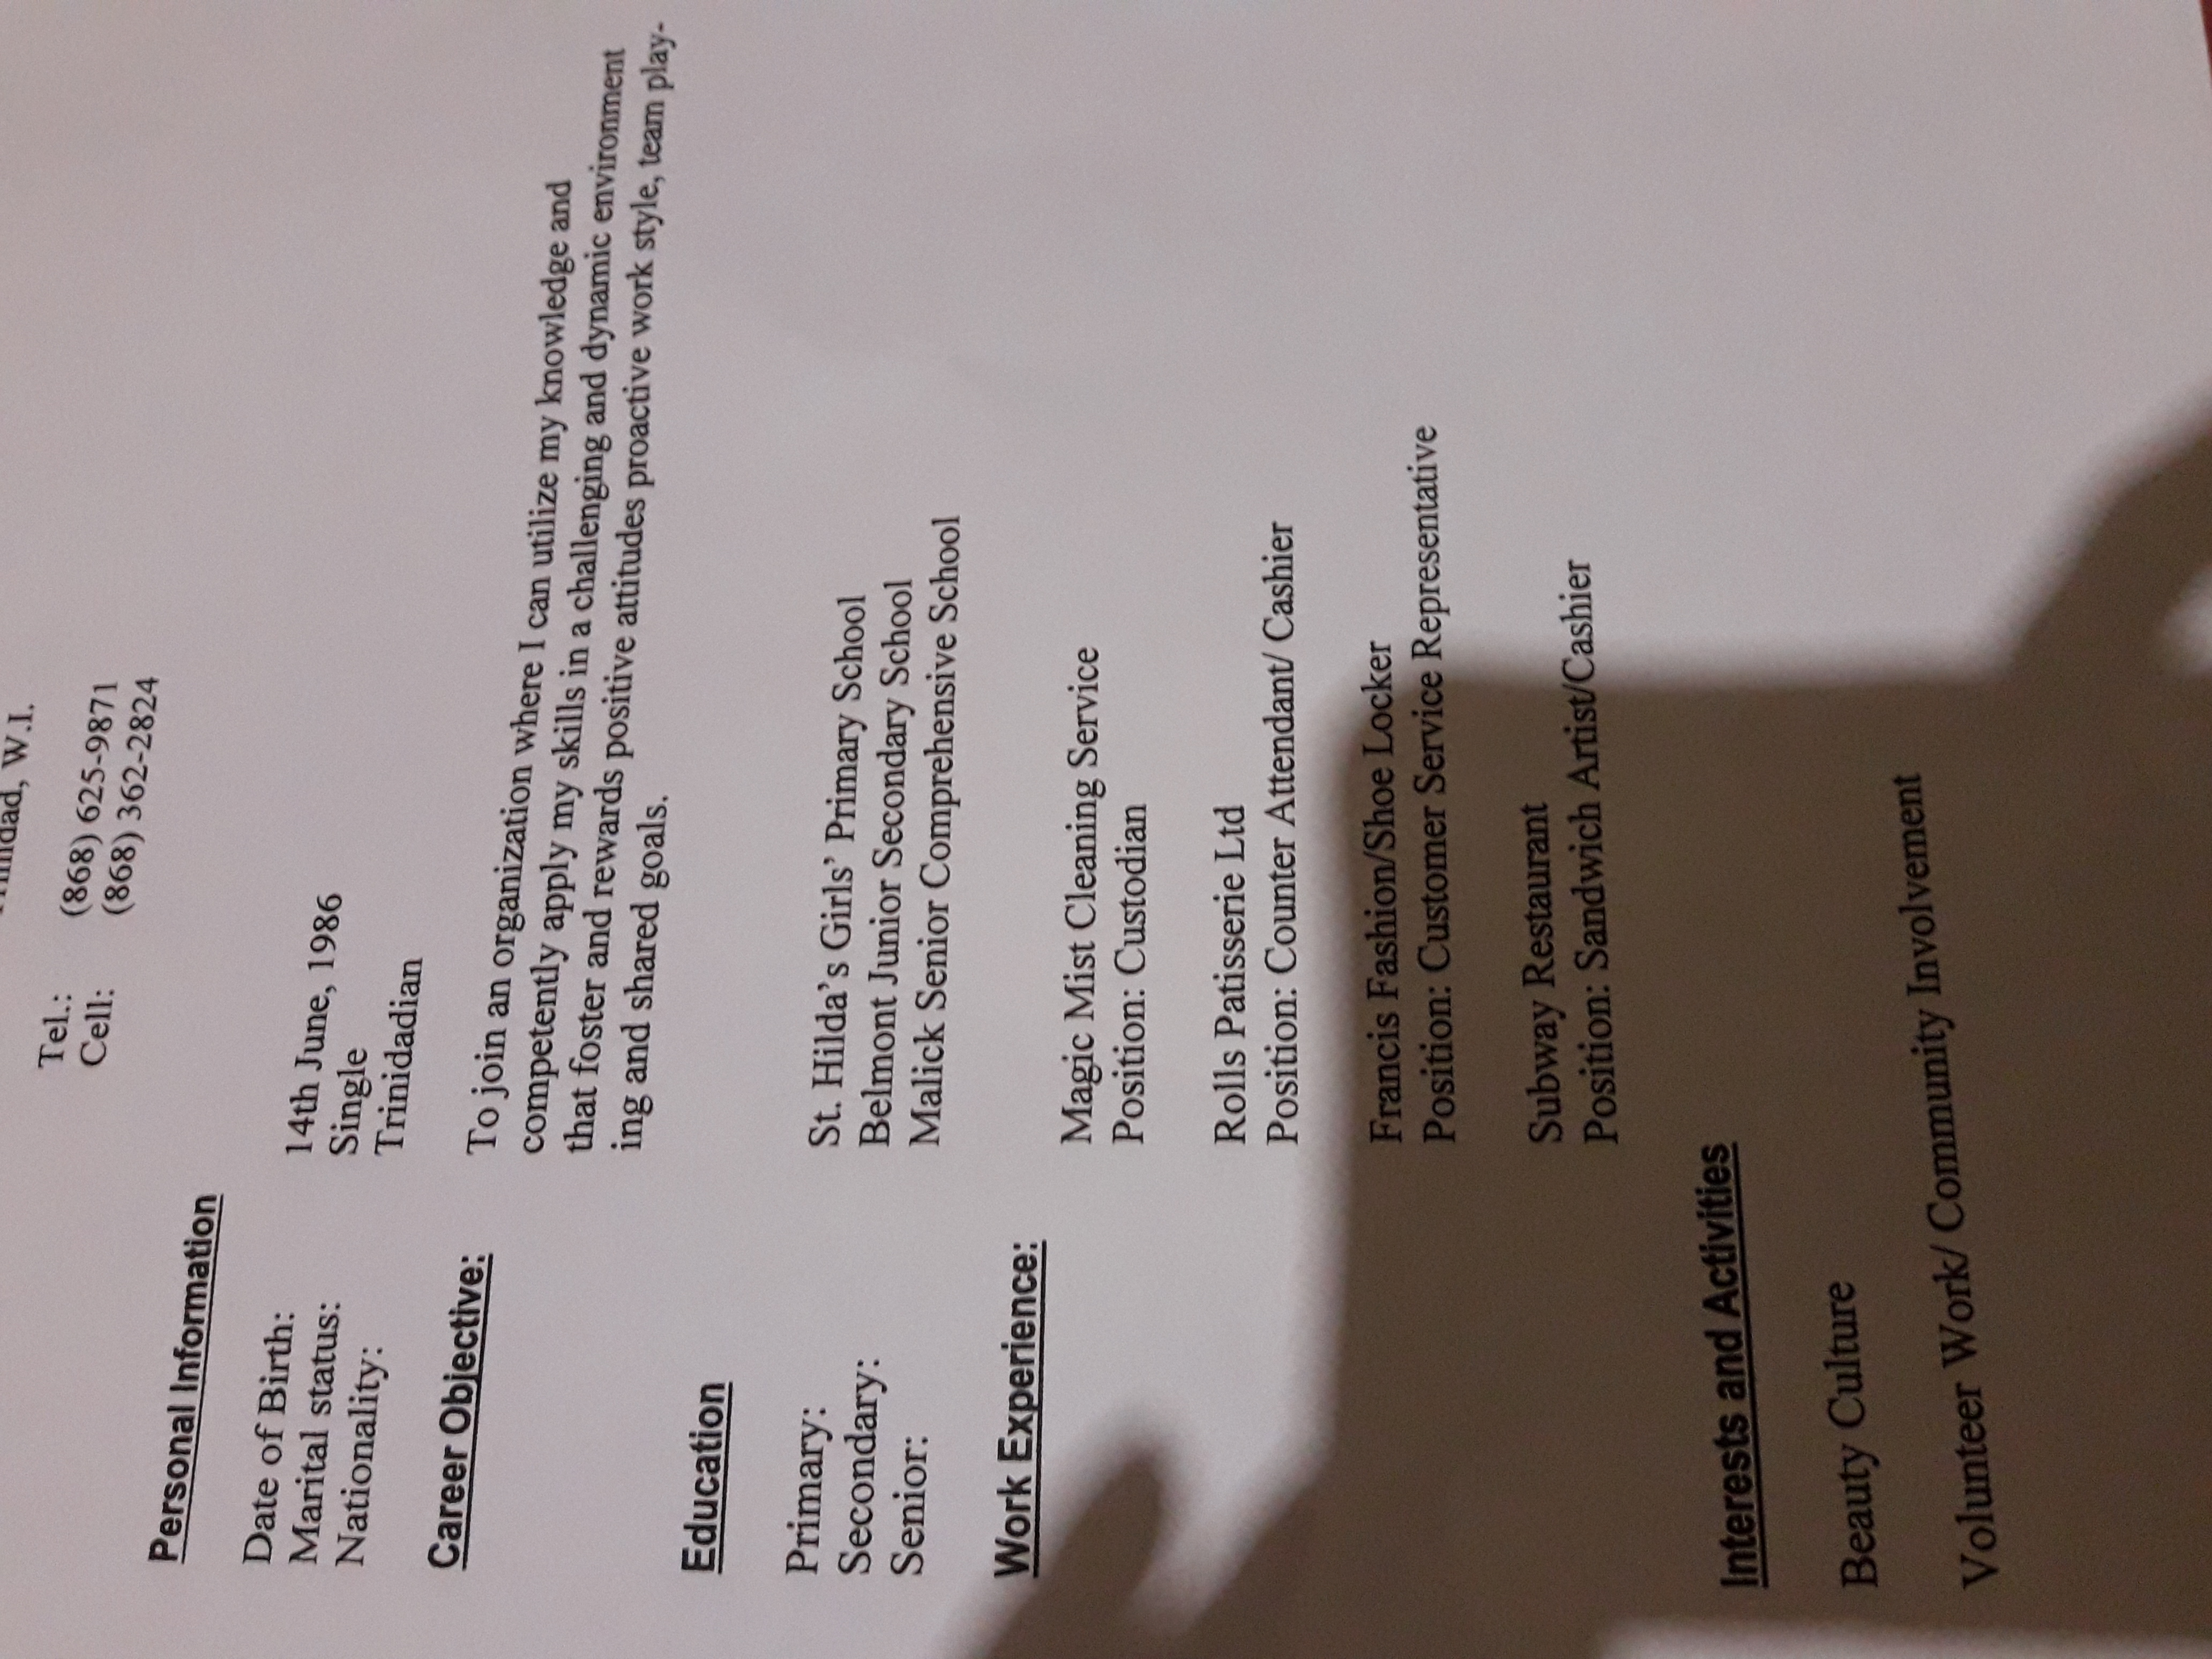 W.I.
Tel.: (868) 625-9871
Cell: (868) 362-2824
Personal Information
Date of Birth: 14th June, 1986
Marital status: Single
Nationality: Trinidadian
Career Objective: To join an organization where I can utilize my knowledge and
competently apply my skills in a challenging and dynamic environment
that foster and rewards positive attitudes proactive work style, team play-
ing and shared goals.
Education
Primary: St. Hilda's Girls' Primary School
Secondary: Belmont Junior Secondary School
Senior: Malick Senior Comprehensive School
Work Experience:
Magic Mist Cleaning Service
Position: Custodian
Rolls Patisserie Ltd
Position: Counter Attendant/ Cashier
Francis Fashion/Shoe Locker
Position: Customer Service Representative
Subway Restaurant
Position: Sandwich Artist/Cashier
Interests and Activities
Beauty Culture
Volunteer Work/ Community Involvement